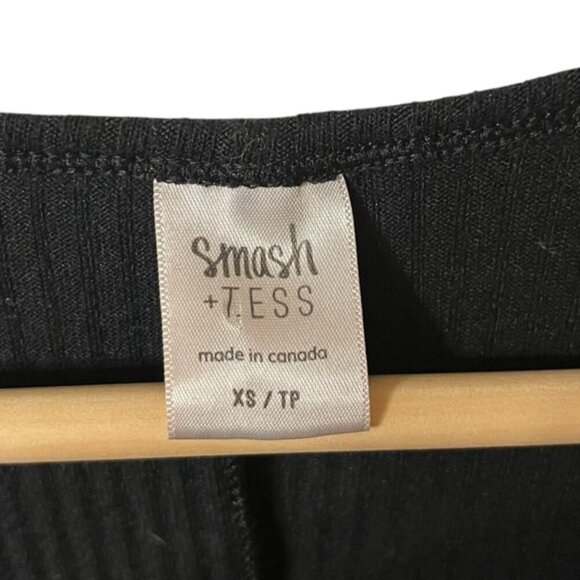 smash
+TESS
made in canada
XS / TP